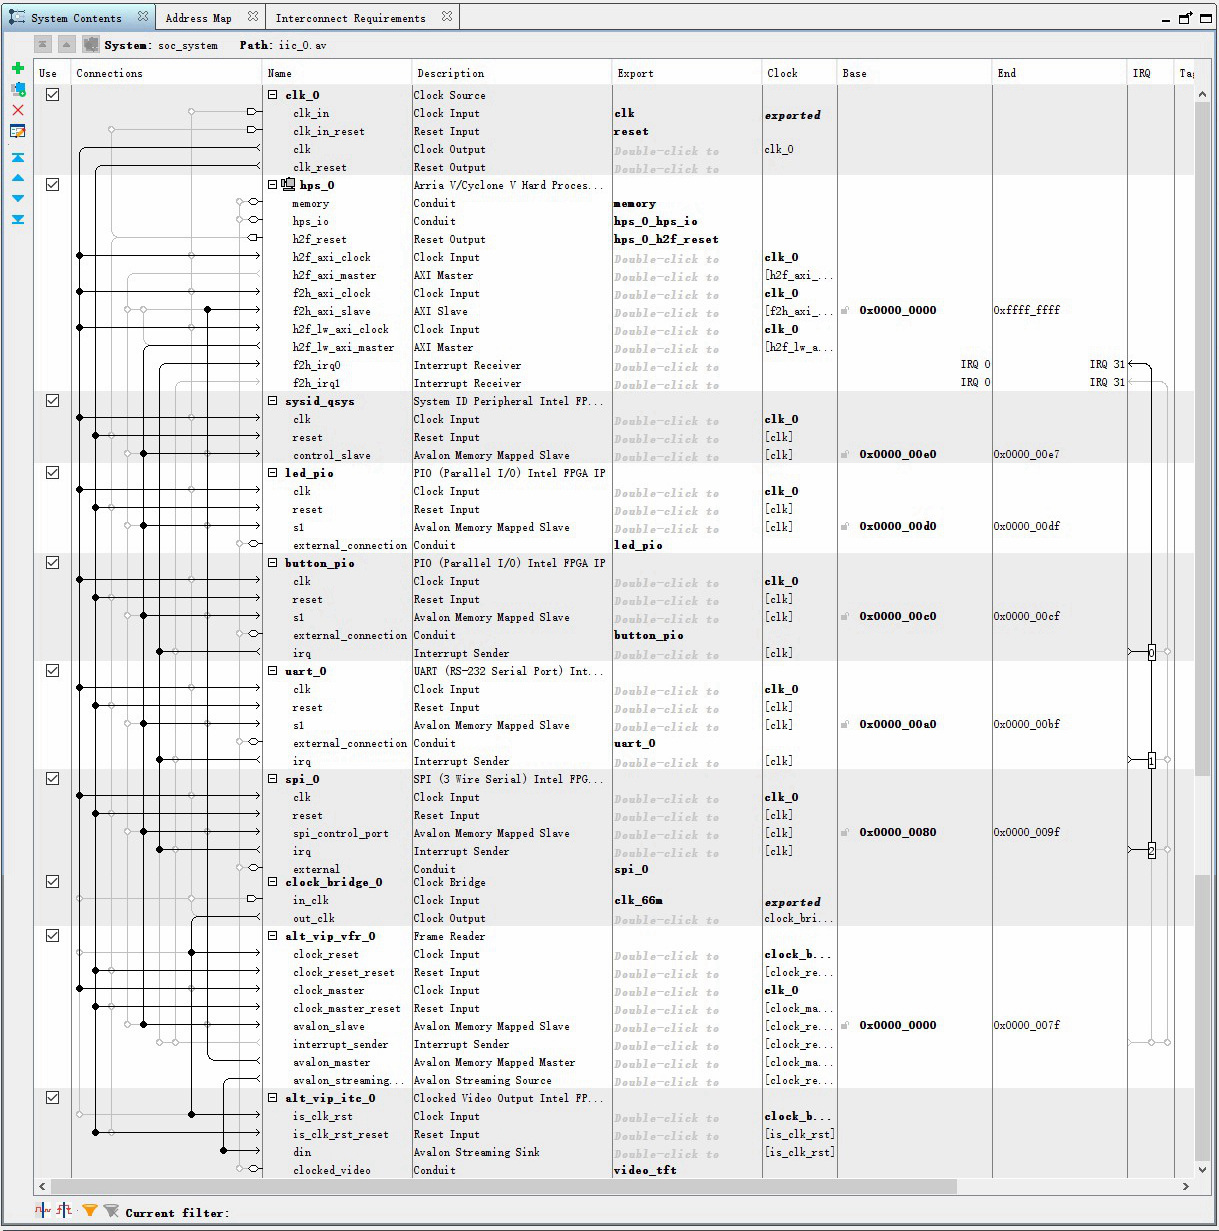 System Contents Address Map Interconnect Requirements
System: soc_system Path: iic_0.av
Use Connections Name Description Export Clock Base End IRQ Ta
clk_0 Clock Source
clk_in Clock Input clk exported
clk_in_reset Reset Input reset
clk Clock Output Double-click to clk_0
clk_reset Reset Output Double-click to
hps_0 Arria V/Cyclone V Hard Proces...
memory Conduit memory
hps_io Conduit hps_0_hps_io
h2f_reset Reset Output hps_0_h2f_reset
h2f_axi_clock Clock Input Double-click to clk_0
h2f_axi_master AXI Master Double-click to [h2f_axi_...
f2h_axi_clock Clock Input Double-click to clk_0
f2h_axi_slave AXI Slave Double-click to [f2h_axi_... 0x0000_0000 0xffff_ffff
h2f_lw_axi_clock Clock Input Double-click to clk_0
h2f_lw_axi_master AXI Master Double-click to [h2f_lw_a...
f2h_irq0 Interrupt Receiver Double-click to IRQ 0 IRQ 31
f2h_irq1 Interrupt Receiver Double-click to IRQ 0 IRQ 31
sysid_qsys System ID Peripheral Intel FP...
clk Clock Input Double-click to clk_0
reset Reset Input Double-click to [clk]
control_slave Avalon Memory Mapped Slave Double-click to [clk] 0x0000_00e0 0x0000_00e7
led_pio PIO (Parallel I/O) Intel FPGA IP
clk Clock Input Double-click to clk_0
reset Reset Input Double-click to [clk]
s1 Avalon Memory Mapped Slave Double-click to [clk] 0x0000_00d0 0x0000_00df
external_connection Conduit led_pio
button_pio PIO (Parallel I/O) Intel FPGA IP
clk Clock Input Double-click to clk_0
reset Reset Input Double-click to [clk]
s1 Avalon Memory Mapped Slave Double-click to [clk] 0x0000_00c0 0x0000_00cf
external_connection Conduit button_pio
irq Interrupt Sender Double-click to [clk] 0
uart_0 UART (RS-232 Serial Port) Int...
clk Clock Input Double-click to clk_0
reset Reset Input Double-click to [clk]
s1 Avalon Memory Mapped Slave Double-click to [clk] 0x0000_00a0 0x0000_00bf
external_connection Conduit uart_0
irq Interrupt Sender Double-click to [clk] 1
spi_0 SPI (3 Wire Serial) Intel FPG...
clk Clock Input Double-click to clk_0
reset Reset Input Double-click to [clk]
spi_control_port Avalon Memory Mapped Slave Double-click to [clk] 0x0000_0080 0x0000_009f
irq Interrupt Sender Double-click to [clk] 2
external Conduit spi_0
clock_bridge_0 Clock Bridge
in_clk Clock Input clk_66m exported
out_clk Clock Output Double-click to clock_bri...
alt_vip_vfr_0 Frame Reader
clock_reset Clock Input Double-click to clock_b...
clock_reset_reset Reset Input Double-click to [clock_re...
clock_master Clock Input Double-click to clk_0
clock_master_reset Reset Input Double-click to [clock_ma...
avalon_slave Avalon Memory Mapped Slave Double-click to [clock_re... 0x0000_0000 0x0000_007f
interrupt_sender Interrupt Sender Double-click to [clock_re...
avalon_master Avalon Memory Mapped Master Double-click to [clock_ma...
avalon_streaming... Avalon Streaming Source Double-click to [clock_re...
alt_vip_itc_0 Clocked Video Output Intel FP...
is_clk_rst Clock Input Double-click to clock_b...
is_clk_rst_reset Reset Input Double-click to [is_clk_rst]
din Avalon Streaming Sink Double-click to [is_clk_rst]
clocked_video Conduit video_tft
Current filter: